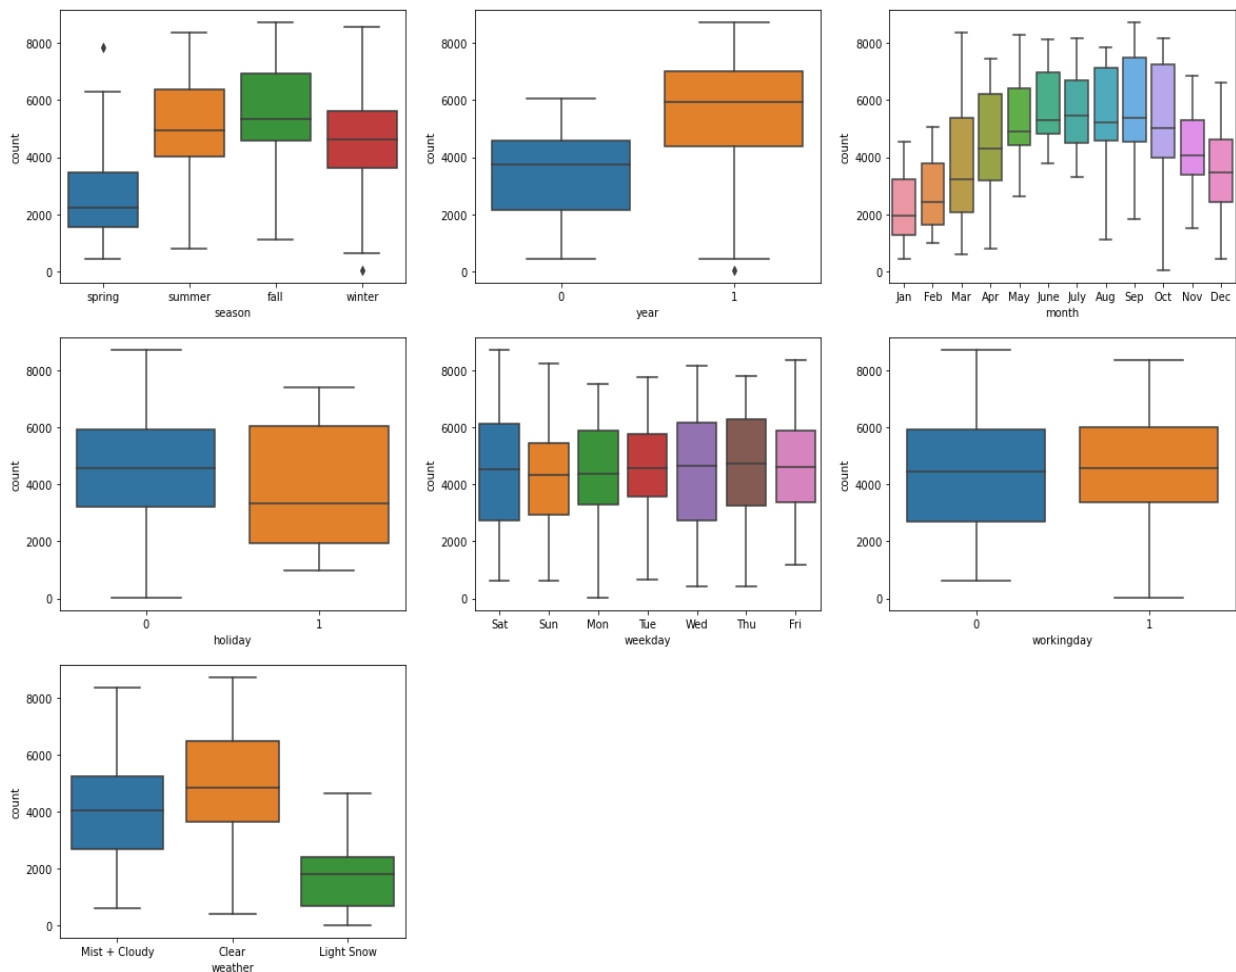 count
8000
6000
4000
2000
0
spring summer fall winter
season
count
8000
6000
4000
2000
0
0 1
year
count
8000
6000
4000
2000
0
Jan Feb Mar Apr May June July Aug Sep Oct Nov Dec
month
count
8000
6000
4000
2000
0
0 1
holiday
count
8000
6000
4000
2000
0
Sat Sun Mon Tue Wed Thu Fri
weekday
count
8000
6000
4000
2000
0
0 1
workingday
count
8000
6000
4000
2000
0
Mist + Cloudy Clear Light Snow
weather